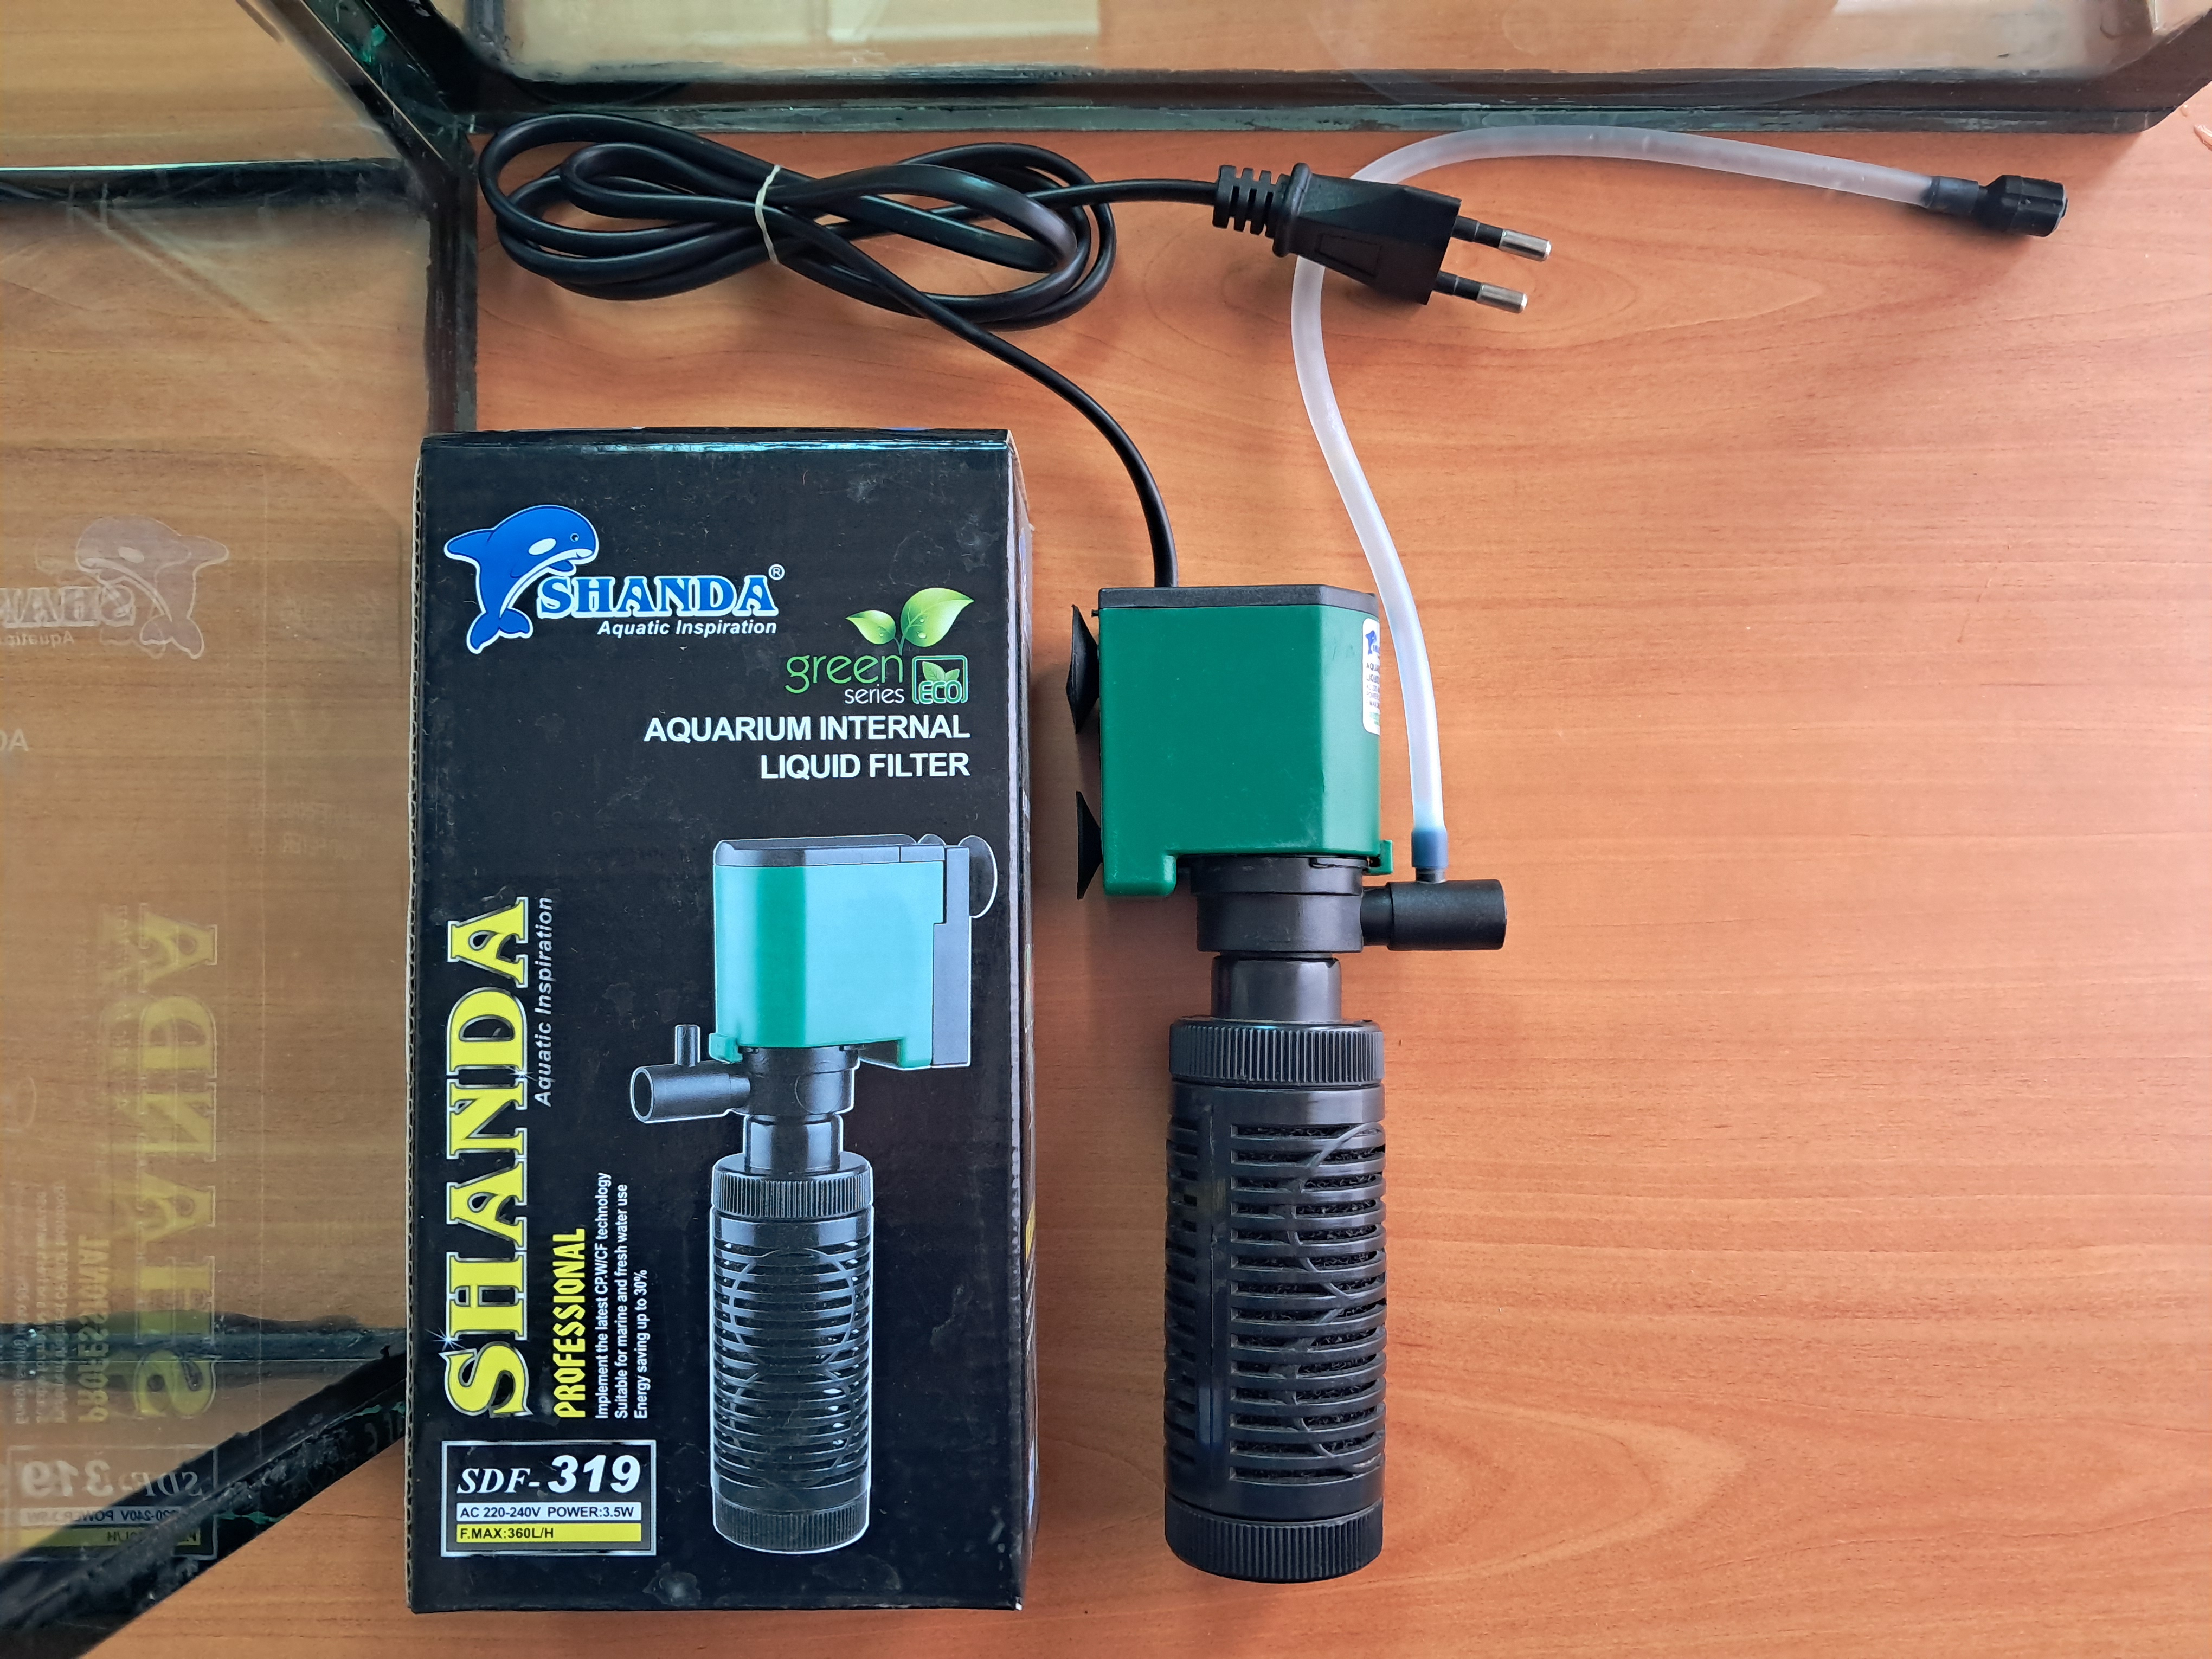 SHANDA®
Aquatic Inspiration
green
series
ECO
AQUARIUM INTERNAL
LIQUID FILTER
SHANDA
Aquatic Inspiration
PROFESSIONAL
Implement the latest CP.W/CF technology
Suitable for marine and fresh water use
Energy saving up to 30%
SDF-319
AC 220-240V POWER:3.5W
F.MAX:360L/H